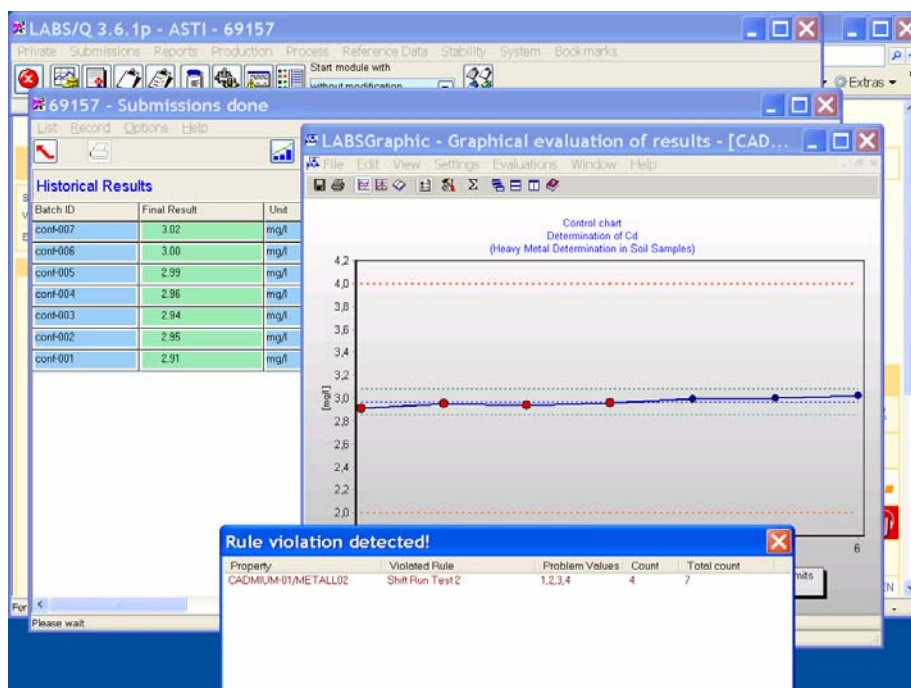 LABS/Q 3.6.1p - ASTI - 69157
Private Submissions Reports Production Process Reference Data Stability System Bookmarks
Start module with
without modification
Extras
69157 - Submissions done
List Record Options Help
Historical Results
Batch ID Final Result Unit
conf-007 3.02 mg/l
conf-006 3.00 mg/l
conf-005 2.99 mg/l
conf-004 2.96 mg/l
conf-003 2.94 mg/l
conf-002 2.95 mg/l
conf-001 2.91 mg/l
Please wait
For
LABSGraphic - Graphical evaluation of results - [CAD...
File Edit View Settings Evaluations Window Help
Control chart
Determination of Cd
(Heavy Metal Determination in Soil Samples)
[mg/l]
4,2
4,0
3,8
3,6
3,4
3,2
3,0
2,8
2,6
2,4
2,2
2,0
6
mits
EN
Rule violation detected!
Property Violated Rule Problem Values Count Total count
CADMIUM-01/METALL02 Shift Run Test 2 1,2,3,4 4 7